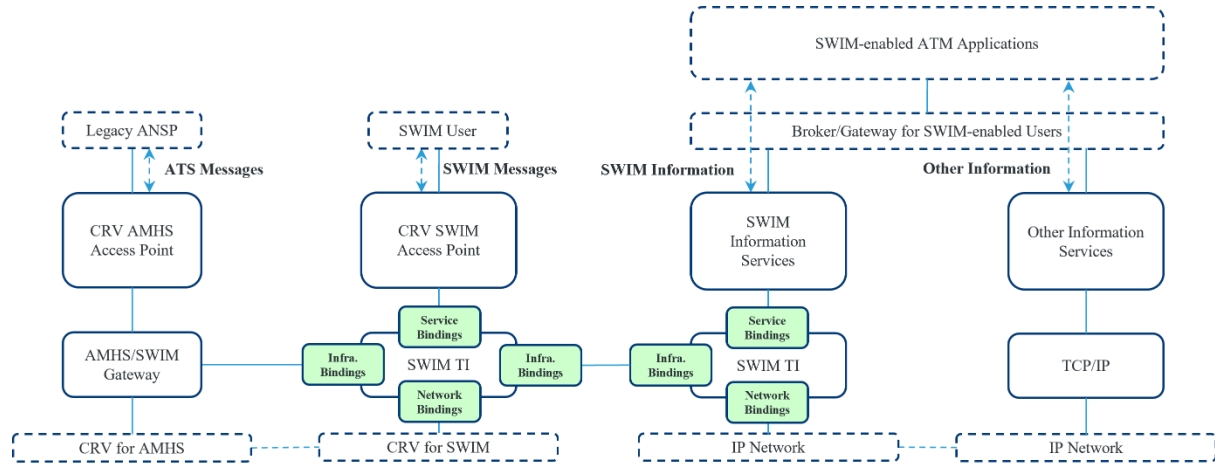 SWIM-enabled ATM Applications
Legacy ANSP
SWIM User
Broker/Gateway for SWIM-enabled Users
ATS Messages
SWIM Messages
SWIM Information
Other Information
CRV AMHS
Access Point
CRV SWIM
Access Point
SWIM
Information
Services
Other Information
Services
Service
Bindings
Service
Bindings
AMHS/SWIM
Gateway
Infra.
Bindings
SWIM TI
Infra.
Bindings
Infra.
Bindings
SWIM TI
TCP/IP
Network
Bindings
Network
Bindings
CRV for AMHS
CRV for SWIM
IP Network
IP Network